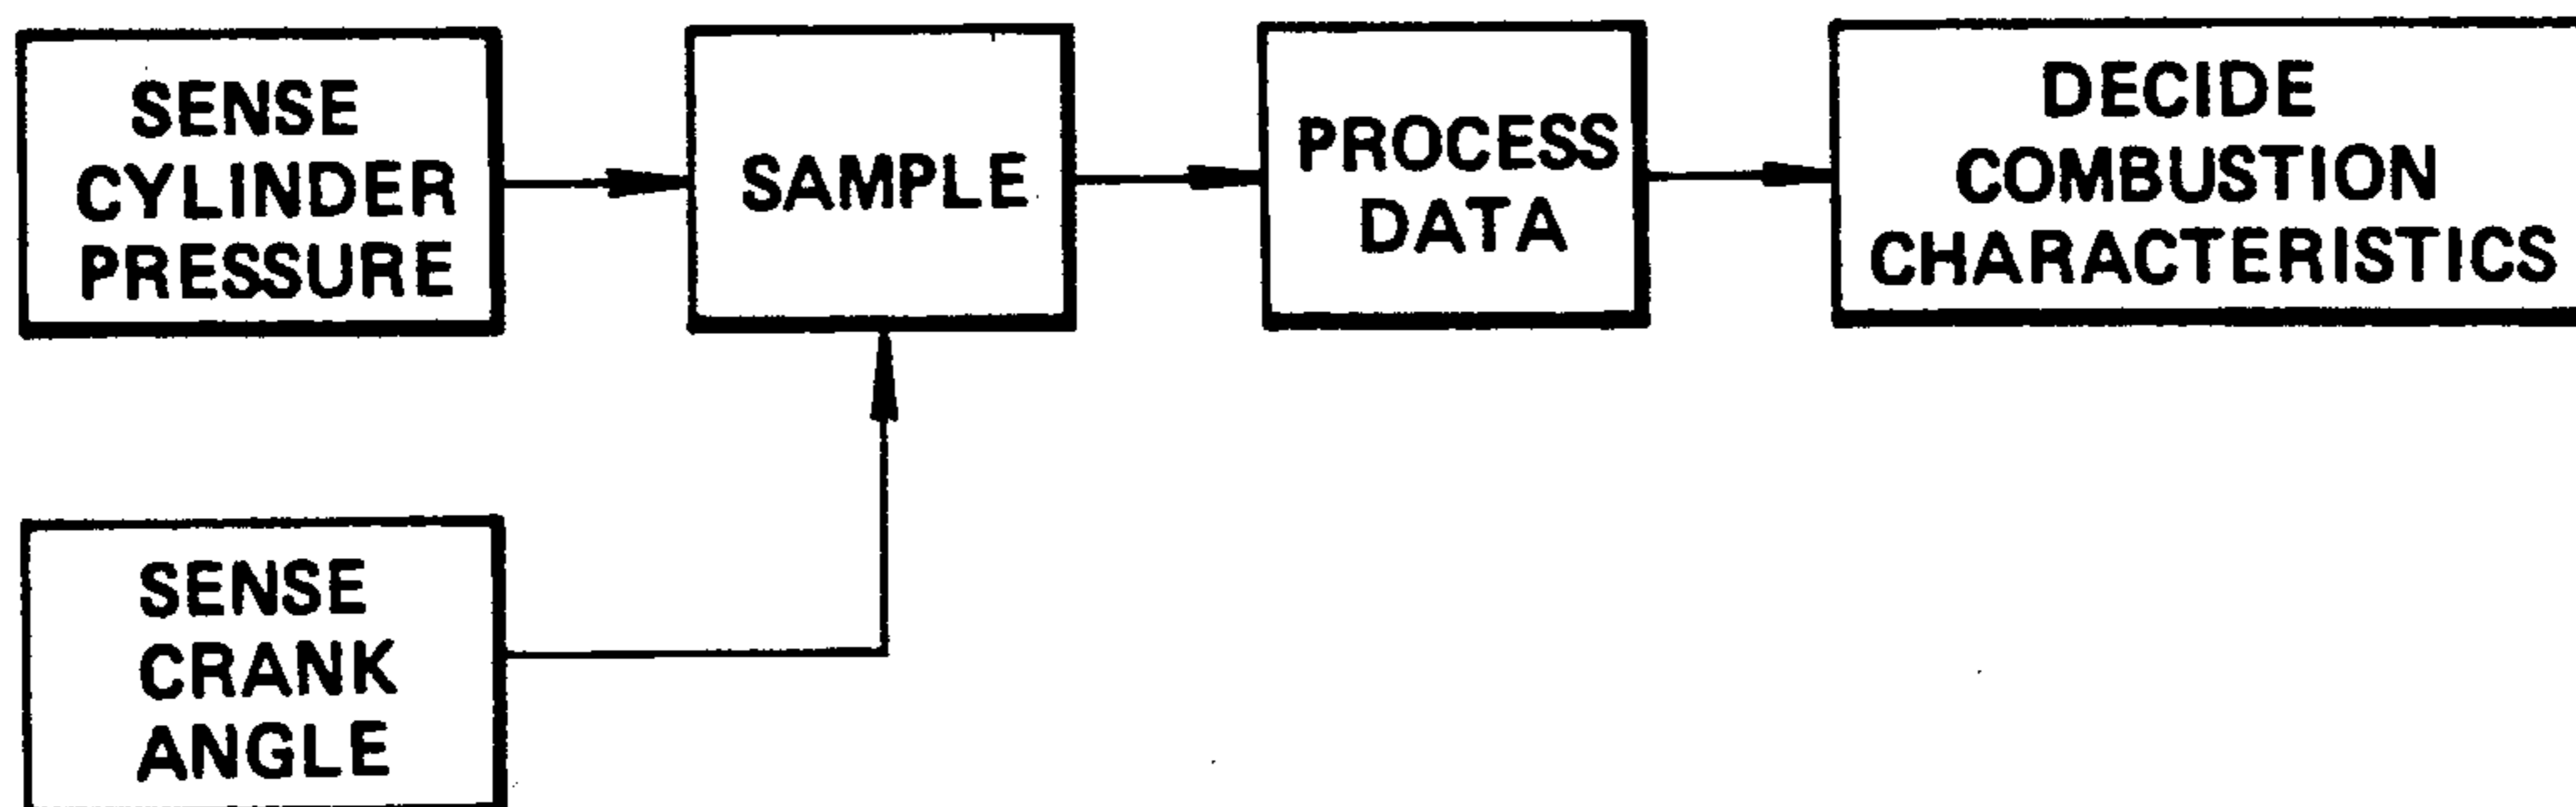 SENSE
CYLINDER
PRESSURE
SAMPLE
PROCESS
DATA
DECIDE
COMBUSTION
CHARACTERISTICS
SENSE
CRANK
ANGLE